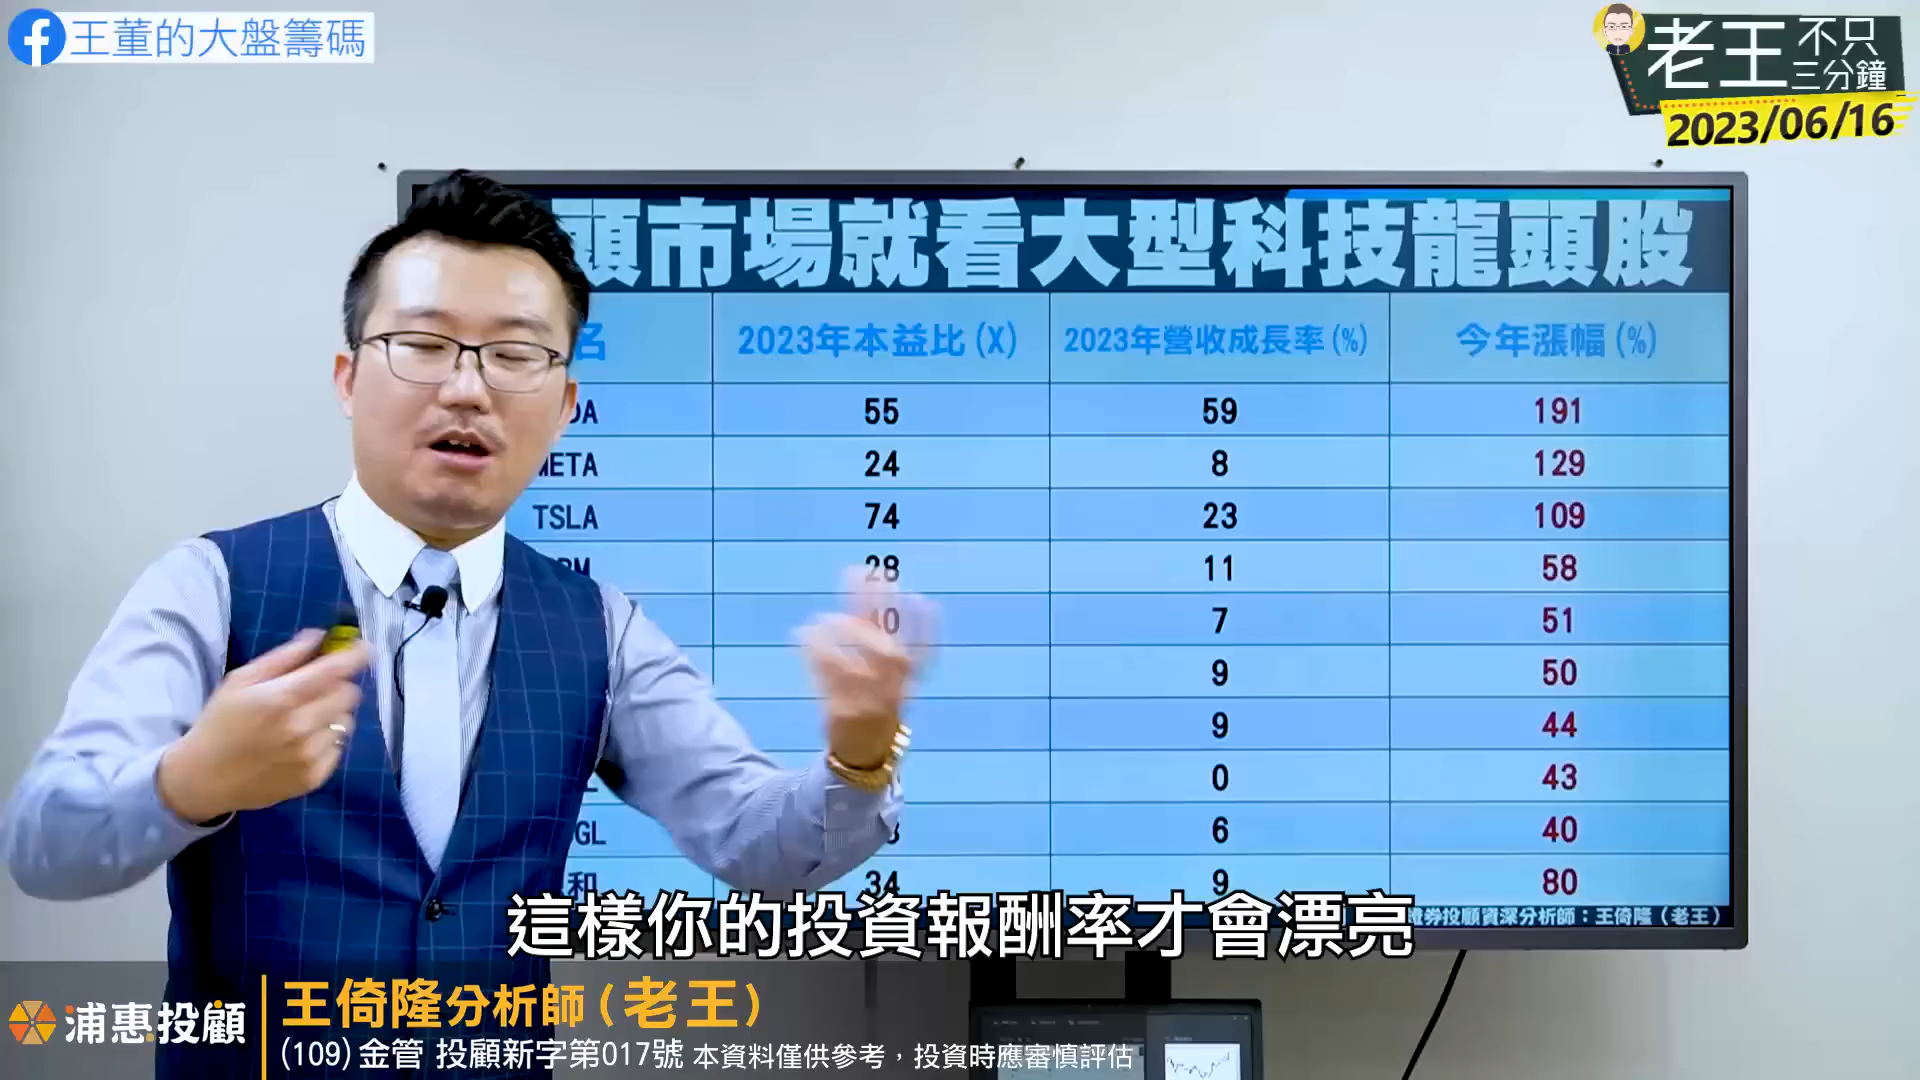 王董的大盤籌碼
老王不只三分鐘
2023/06/16
頭市場就看大型科技龍頭股
名 2023年本益比(X) 2023年營收成長率(%) 今年漲幅(%)
DA 55 59 191
META 24 8 129
TSLA 74 23 109
28 11 58
40 7 51
9 50
9 44
0 43
GL 6 40
和 34 9 80
證券投顧資深分析師：王倚隆（老王）
這樣你的投資報酬率才會漂亮
浦惠投顧
王倚隆分析師(老王)
(109)金管 投顧新字第017號 本資料僅供參考，投資時應審慎評估